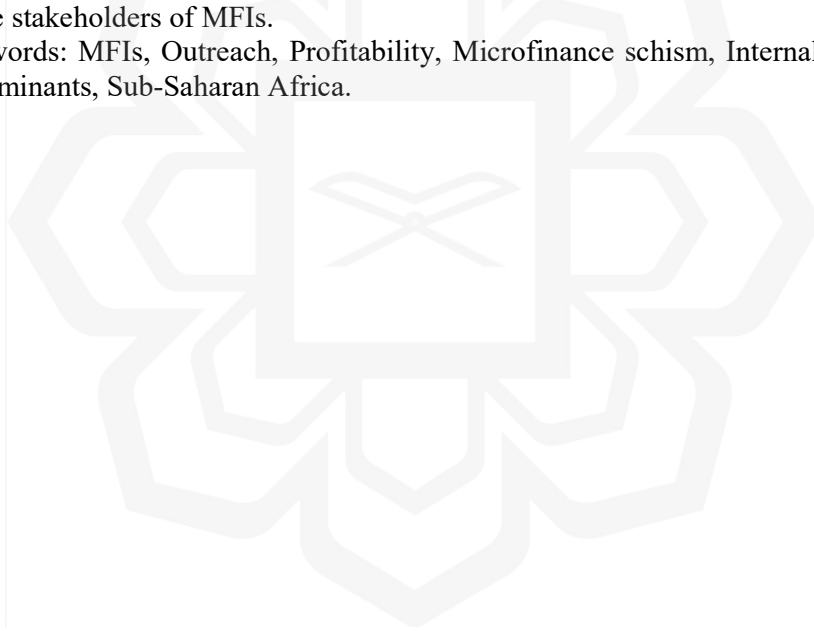 e stakeholders of MFIs.
words: MFIs, Outreach, Profitability, Microfinance schism, Internal
minants, Sub-Saharan Africa.